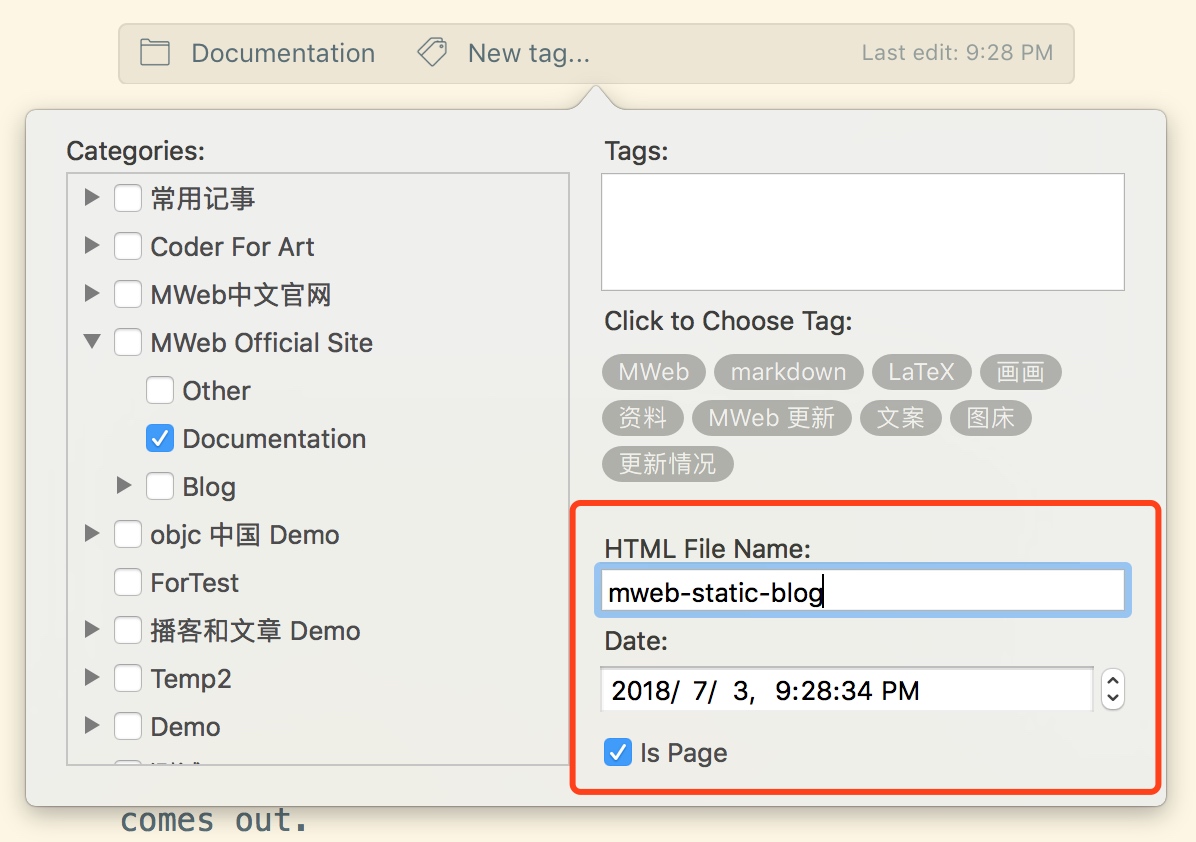 Documentation New tag... Last edit: 9:28 PM
Categories:
常用记事
Coder For Art
MWeb中文官网
MWeb Official Site
Other
Documentation
Blog
objc 中国 Demo
ForTest
播客和文章 Demo
Temp2
Demo
Tags:
Click to Choose Tag:
MWeb markdown LaTeX 画画
资料 MWeb 更新 文案 图床
更新情况
HTML File Name:
mweb-static-blog
Date:
2018/ 7/ 3, 9:28:34 PM
Is Page
comes out.